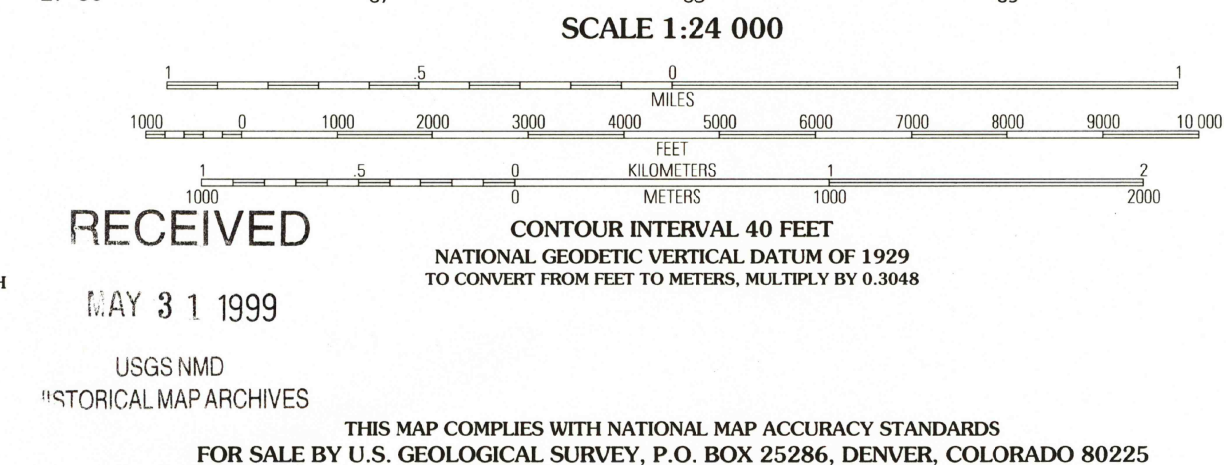 SCALE 1:24 000
1 .5 0 1
MILES
1000 0 1000 2000 3000 4000 5000 6000 7000 8000 9000 10 000
FEET
1 .5 0 KILOMETERS 1 2
1000 0 METERS 1000 2000
RECEIVED
MAY 3 1 1999
USGS NMD
ISTORICAL MAP ARCHIVES
CONTOUR INTERVAL 40 FEET
NATIONAL GEODETIC VERTICAL DATUM OF 1929
TO CONVERT FROM FEET TO METERS, MULTIPLY BY 0.3048
THIS MAP COMPLIES WITH NATIONAL MAP ACCURACY STANDARDS
FOR SALE BY U.S. GEOLOGICAL SURVEY, P.O. BOX 25286, DENVER, COLORADO 80225